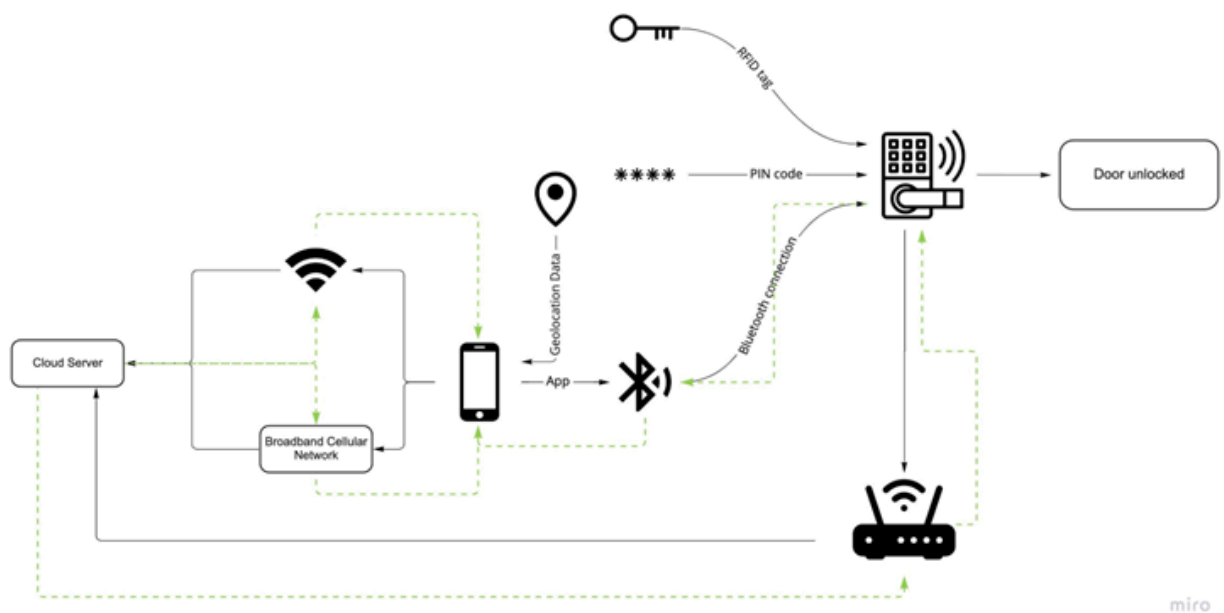 RFID tag
**** PIN code
Door unlocked
Geolocation Data
Bluetooth connection
Cloud Server
App
Broadband Cellular
Network
miro